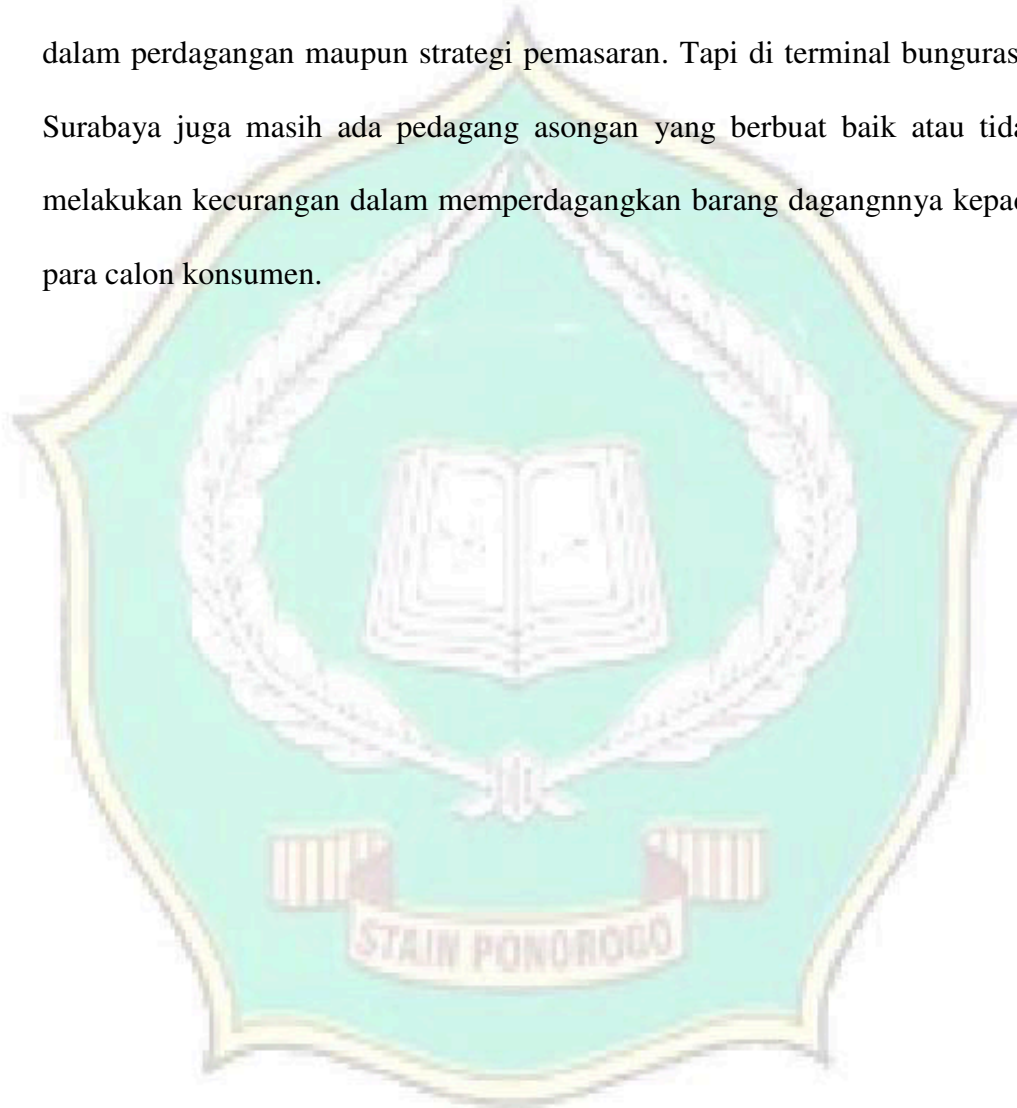 dalam perdagangan maupun strategi pemasaran. Tapi di terminal bunguras
Surabaya juga masih ada pedagang asongan yang berbuat baik atau tida
melakukan kecurangan dalam memperdagangkan barang dagangnnya kepad
para calon konsumen.
STAIN PONOROGO